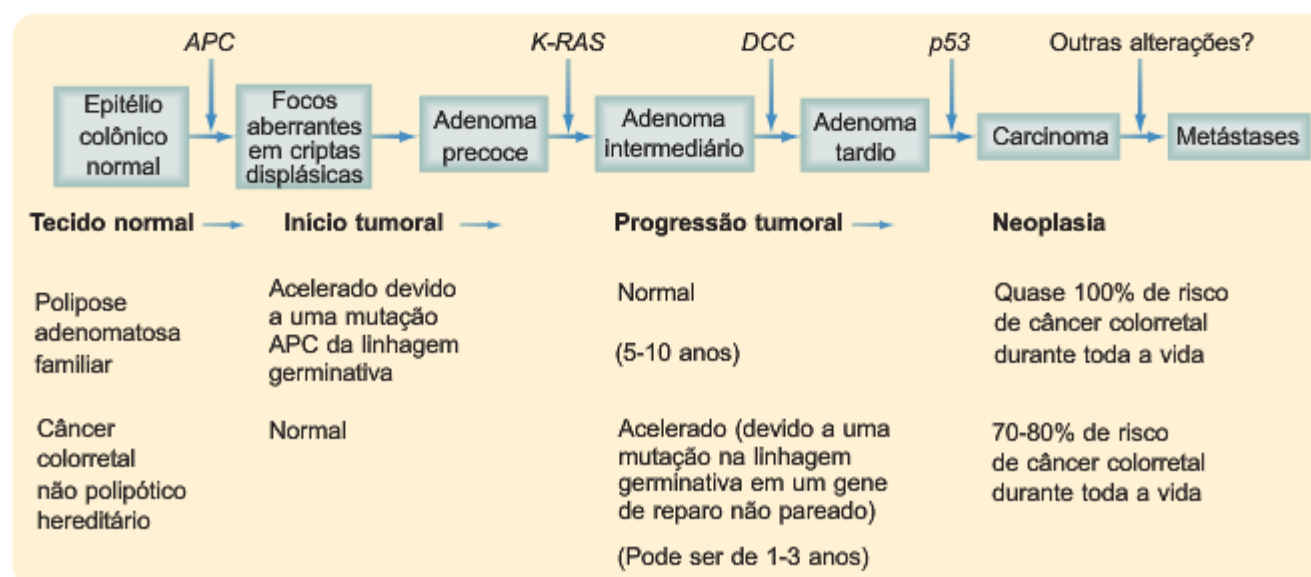 APC
K-RAS
DCC
p53
Outras alterações?
Epitélio
colônico
normal
Focos
aberrantes
em criptas
displásicas
Adenoma
precoce
Adenoma
intermediário
Adenoma
tardio
Carcinoma
Metástases
Tecido normal
Início tumoral
Progressão tumoral
Neoplasia
Polipose
adenomatosa
familiar
Acelerado devido
a uma mutação
APC da linhagem
germinativa
Normal
(5-10 anos)
Quase 100% de risco
de câncer colorretal
durante toda a vida
Câncer
colorretal
não polipótico
hereditário
Normal
Acelerado (devido a uma
mutação na linhagem
germinativa em um gene
de reparo não pareado)
(Pode ser de 1-3 anos)
70-80% de risco
de câncer colorretal
durante toda a vida